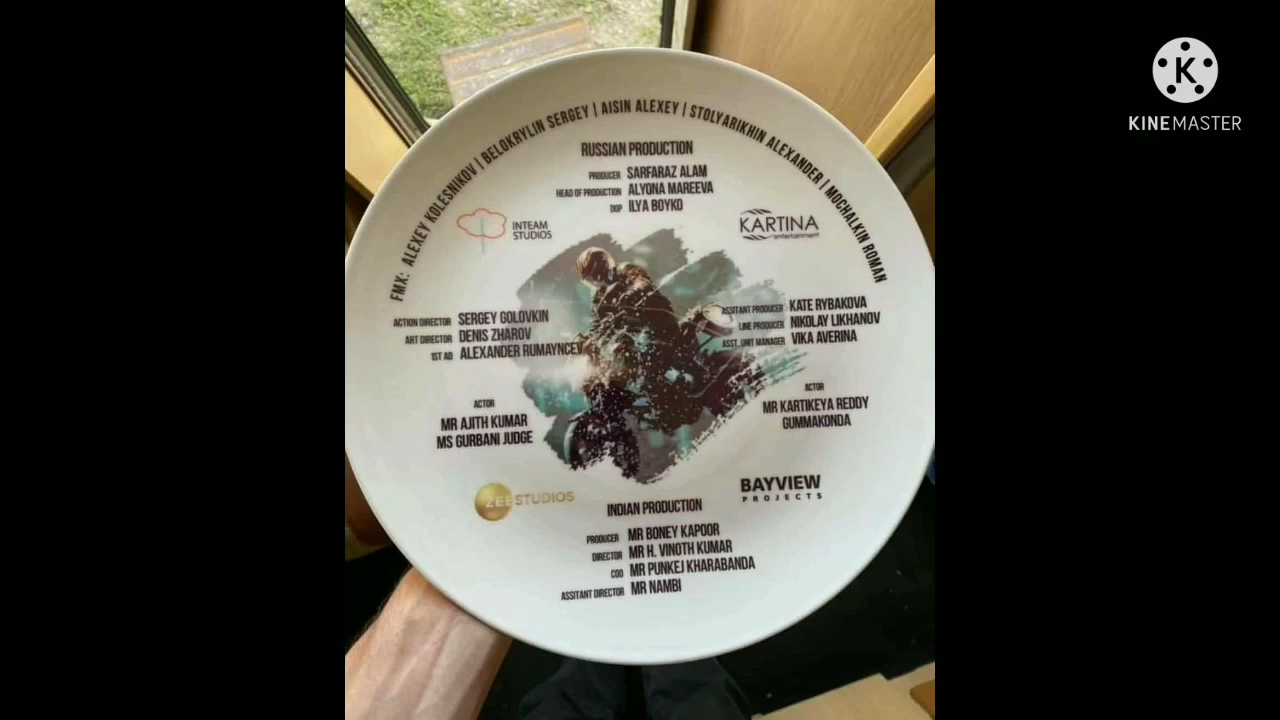 FMX: ALEXEY KOLESNIKOV | BELOKRYLIN SERGEY | AISIN ALEXEY | STOLYARIKHIN ALEXANDER | MOCHALKIN ROMAN
RUSSIAN PRODUCTION
PRODUCER SARFARAZ ALAM
HEAD OF PRODUCTION ALYONA MAREEVA
DOP ILYA BOYKO
INTEAM
STUDIOS
KARTINA
entertainment
ACTION DIRECTOR SERGEY GOLOVKIN
ART DIRECTOR DENIS ZHAROV
1ST AD ALEXANDER RUMAYNCEV
ASSITANT PRODUCER KATE RYBAKOVA
LINE PRODUCER NIKOLAY LIKHANOV
ASST. UNIT MANAGER VIKA AVERINA
ACTOR
MR AJITH KUMAR
MS GURBANI JUDGE
ACTOR
MR KARTIKEYA REDDY
GUMMAKONDA
ZEE STUDIOS
BAYVIEW
PROJECTS
INDIAN PRODUCTION
PRODUCER MR BONEY KAPOOR
DIRECTOR MR H. VINOTH KUMAR
COO MR PUNKEJ KHARABANDA
ASSITANT DIRECTOR MR NAMBI
K
KINEMASTER